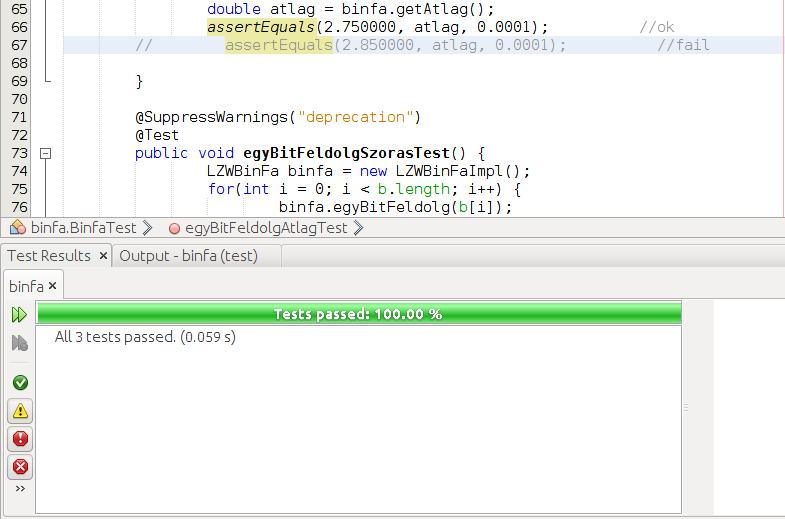 65 double atlag = binfa.getAtlag();
66 assertEquals(2.750000, atlag, 0.0001); //ok
67 // assertEquals(2.850000, atlag, 0.0001); //fail
68
69 }
70
71 @SuppressWarnings("deprecation")
72 @Test
73 public void egyBitFeldolgSzorasTest() {
74 LZWBinFa binfa = new LZWBinFaImpl();
75 for(int i = 0; i < b.length; i++) {
76 binfa.egyBitFeldolg(b[i]);
binfa.BinfaTest egyBitFeldolgAtlagTest
Test Results × Output - binfa (test)
binfa ×
Tests passed: 100.00 %
All 3 tests passed. (0.059 s)
>>